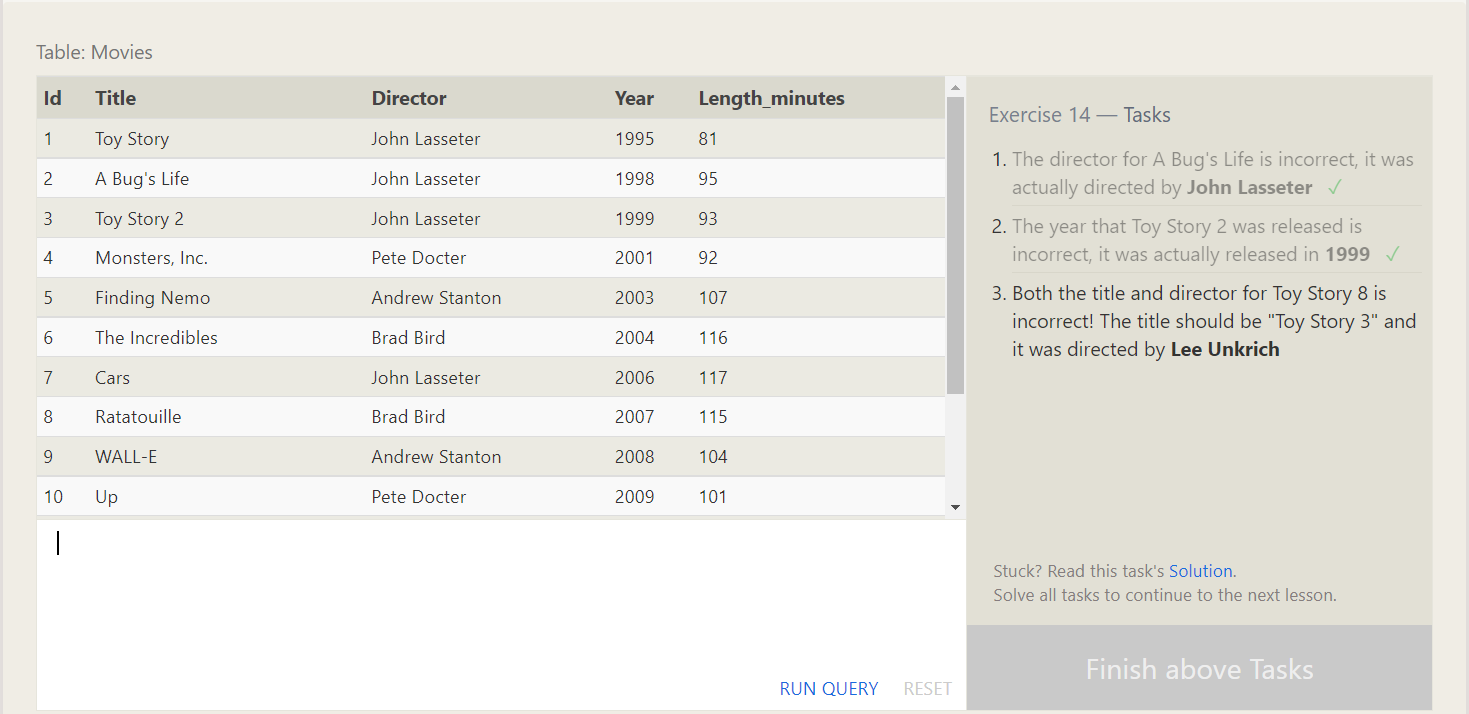 Table: Movies
Id Title Director Year Length_minutes
1 Toy Story John Lasseter 1995 81
2 A Bug's Life John Lasseter 1998 95
3 Toy Story 2 John Lasseter 1999 93
4 Monsters, Inc. Pete Docter 2001 92
5 Finding Nemo Andrew Stanton 2003 107
6 The Incredibles Brad Bird 2004 116
7 Cars John Lasseter 2006 117
8 Ratatouille Brad Bird 2007 115
9 WALL-E Andrew Stanton 2008 104
10 Up Pete Docter 2009 101
RUN QUERY RESET
Exercise 14 — Tasks
1. The director for A Bug's Life is incorrect, it was
actually directed by John Lasseter ✓
2. The year that Toy Story 2 was released is
incorrect, it was actually released in 1999 ✓
3. Both the title and director for Toy Story 8 is
incorrect! The title should be "Toy Story 3" and
it was directed by Lee Unkrich
Stuck? Read this task's Solution.
Solve all tasks to continue to the next lesson.
Finish above Tasks